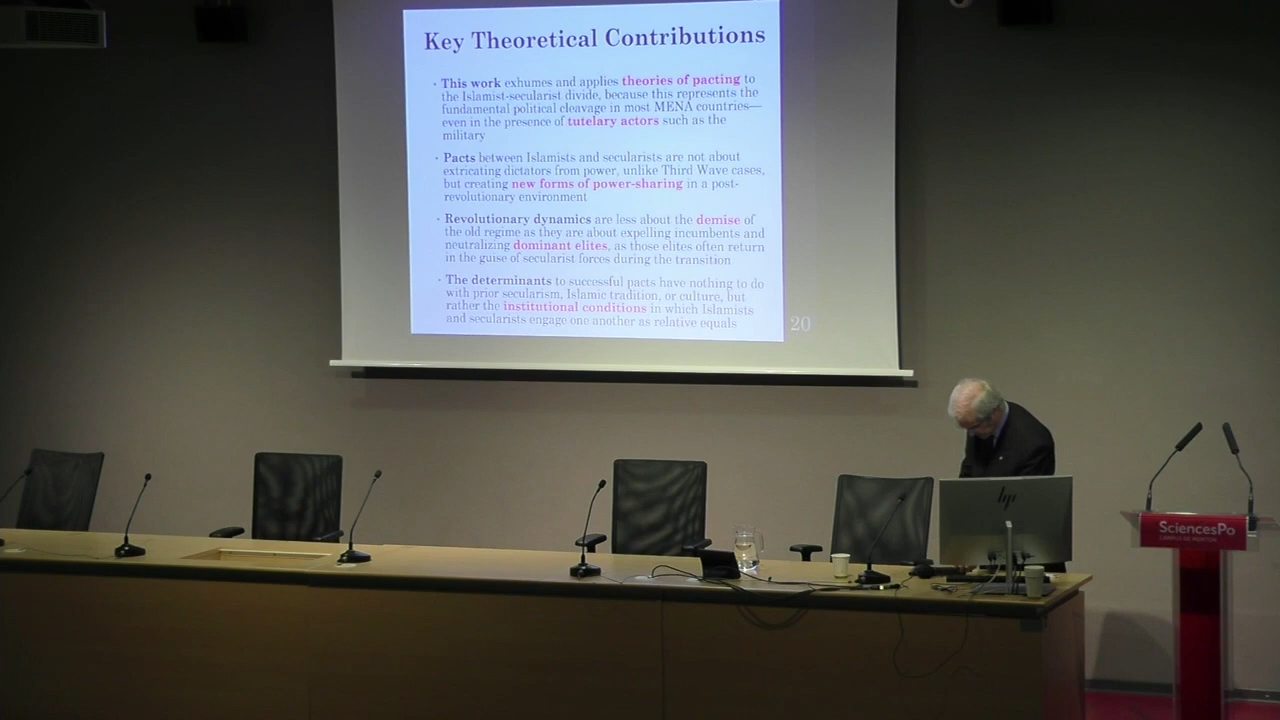 Key Theoretical Contributions
· This work exhumes and applies theories of pacting to
the Islamist-secularist divide, because this represents the
fundamental political cleavage in most MENA countries—
even in the presence of tutelary actors such as the
military
· Pacts between Islamists and secularists are not about
extricating dictators from power, unlike Third Wave cases,
but creating new forms of power-sharing in a post-
revolutionary environment
· Revolutionary dynamics are less about the demise of
the old regime as they are about expelling incumbents and
neutralizing dominant elites, as those elites often return
in the guise of secularist forces during the transition
· The determinants to successful pacts have nothing to do
with prior secularism, Islamic tradition, or culture, but
rather the institutional conditions in which Islamists
and secularists engage one another as relative equals
20
hp
SciencesPo
CAMPUS DE MENTON